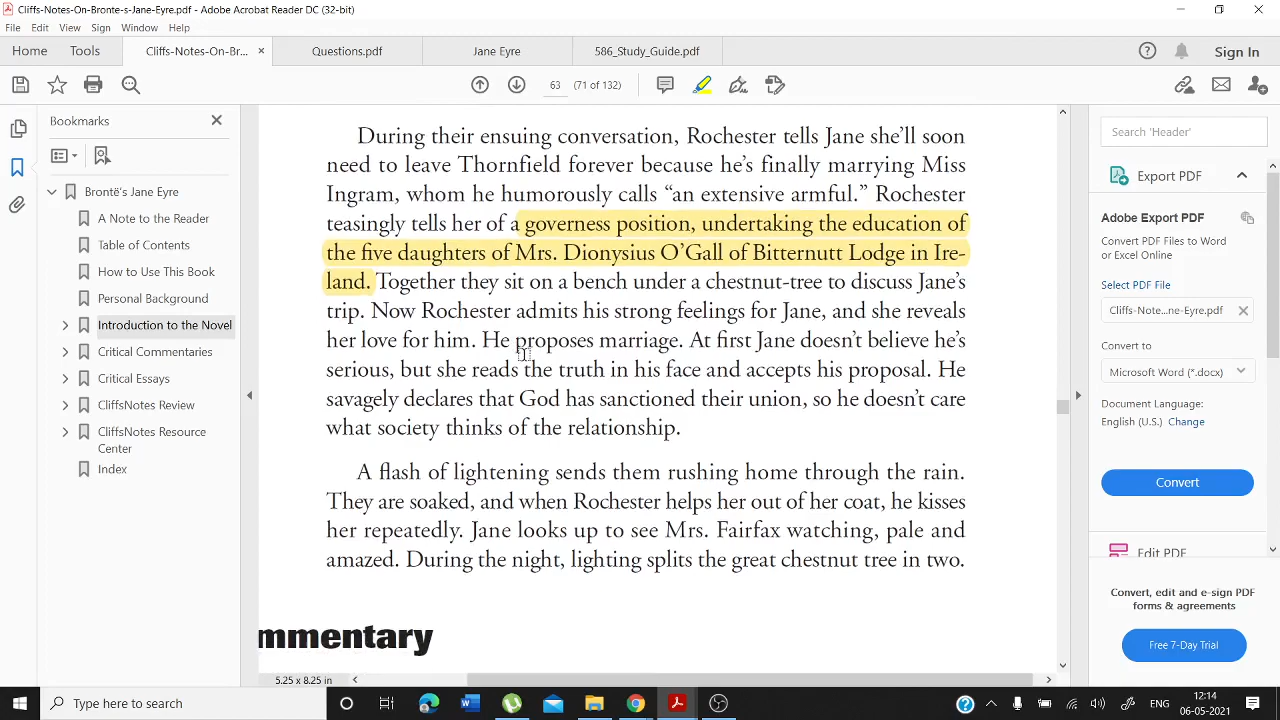 Cliffs-Notes-On-Bronte-s-Jane-Eyre.pdf - Adobe Acrobat Reader DC (32-bit)
File Edit View Sign Window Help
Home Tools Cliffs-Notes-On-Br... × Questions.pdf Jane Eyre 586_Study_Guide.pdf Sign In
63 (71 of 132)
Bookmarks
Brontë's Jane Eyre
A Note to the Reader
Table of Contents
How to Use This Book
Personal Background
Introduction to the Novel
Critical Commentaries
Critical Essays
CliffsNotes Review
CliffsNotes Resource
Center
Index
During their ensuing conversation, Rochester tells Jane she’ll soon
need to leave Thornfield forever because he’s finally marrying Miss
Ingram, whom he humorously calls “an extensive armful.” Rochester
teasingly tells her of a governess position, undertaking the education of
the five daughters of Mrs. Dionysius O’Gall of Bitternutt Lodge in Ire-
land. Together they sit on a bench under a chestnut-tree to discuss Jane’s
trip. Now Rochester admits his strong feelings for Jane, and she reveals
her love for him. He proposes marriage. At first Jane doesn’t believe he’s
serious, but she reads the truth in his face and accepts his proposal. He
savagely declares that God has sanctioned their union, so he doesn’t care
what society thinks of the relationship.
A flash of lightening sends them rushing home through the rain.
They are soaked, and when Rochester helps her out of her coat, he kisses
her repeatedly. Jane looks up to see Mrs. Fairfax watching, pale and
amazed. During the night, lighting splits the great chestnut tree in two.
mmentary
5.25 x 8.25 in
Search 'Header'
Export PDF
Adobe Export PDF
Convert PDF Files to Word
or Excel Online
Select PDF File
Cliffs-Note...ne-Eyre.pdf
Convert to
Microsoft Word (*.docx)
Document Language:
English (U.S.) Change
Convert
Edit PDF
Convert, edit and e-sign PDF
forms & agreements
Free 7-Day Trial
Type here to search
ENG
12:14
06-05-2021